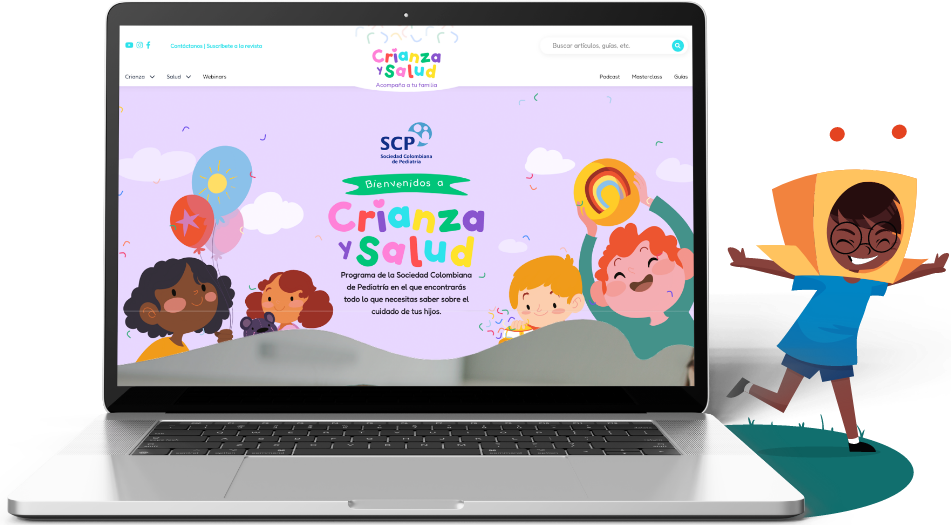 Contáctanos | Suscríbete a la revista
Crianza
y Salud
Acompaña a tu familia
Buscar artículos, guías, etc.
Crianza Salud Webinars
Podcast Masterclass Guías
SCP
Sociedad Colombiana
de Pediatría
Bienvenidos a
Crianza
y Salud
Programa de la Sociedad Colombiana
de Pediatría en el que encontrarás
todo lo que necesitas saber sobre el
cuidado de tus hijos.